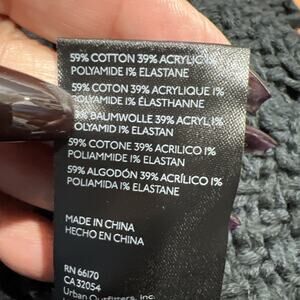 59% COTTON 39% ACRYLIC 1%
POLYAMIDE 1% ELASTANE
59% COTON 39% ACRYLIQUE 1%
POLYAMIDE 1% ÉLASTHANNE
9% BAUMWOLLE 39% ACRYL 1%
OLYAMID 1% ELASTAN
59% COTONE 39% ACRILICO 1%
POLIAMMIDE 1% ELASTAN
59% ALGODÓN 39% ACRÍLICO 1%
POLIAMIDA 1% ELASTANE
MADE IN CHINA
HECHO EN CHINA
RN 66170
CA 32054
Urban Outfitters, Inc.